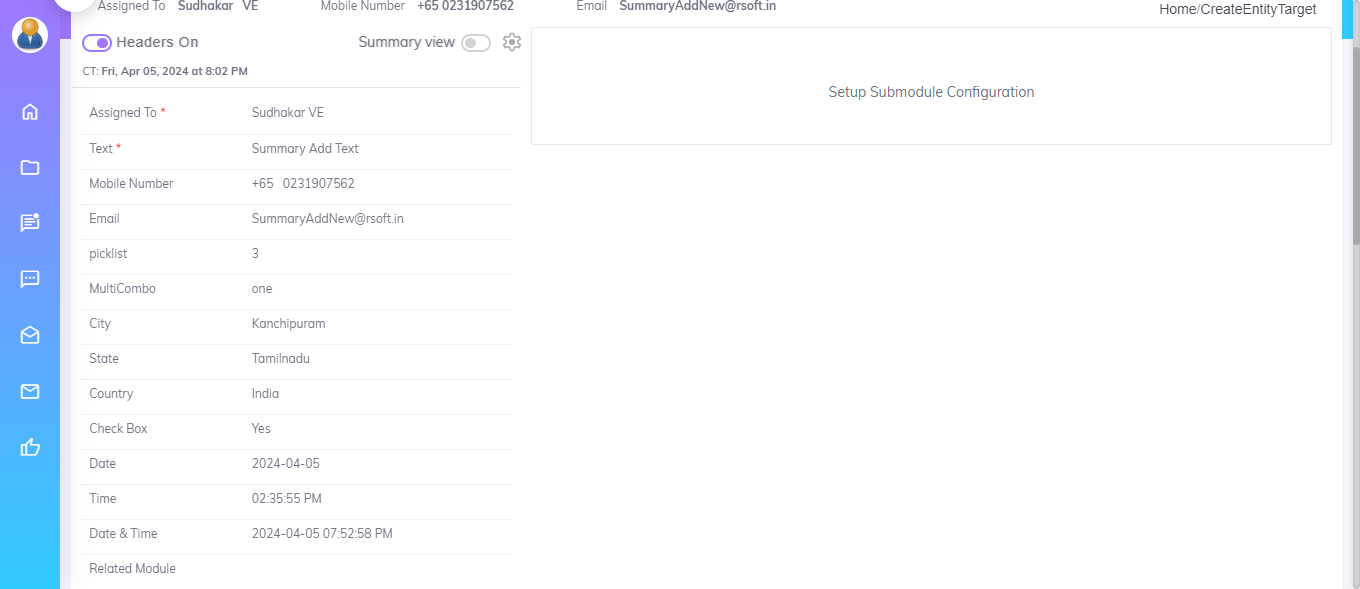 Assigned To Sudhakar VE Mobile Number +65 0231907562 Email SummaryAddNew@rsoft.in Home/CreateEntityTarget
Headers On Summary view
CT: Fri, Apr 05, 2024 at 8:02 PM
Setup Submodule Configuration
Assigned To * Sudhakar VE
Text * Summary Add Text
Mobile Number +65 0231907562
Email SummaryAddNew@rsoft.in
picklist 3
MultiCombo one
City Kanchipuram
State Tamilnadu
Country India
Check Box Yes
Date 2024-04-05
Time 02:35:55 PM
Date & Time 2024-04-05 07:52:58 PM
Related Module